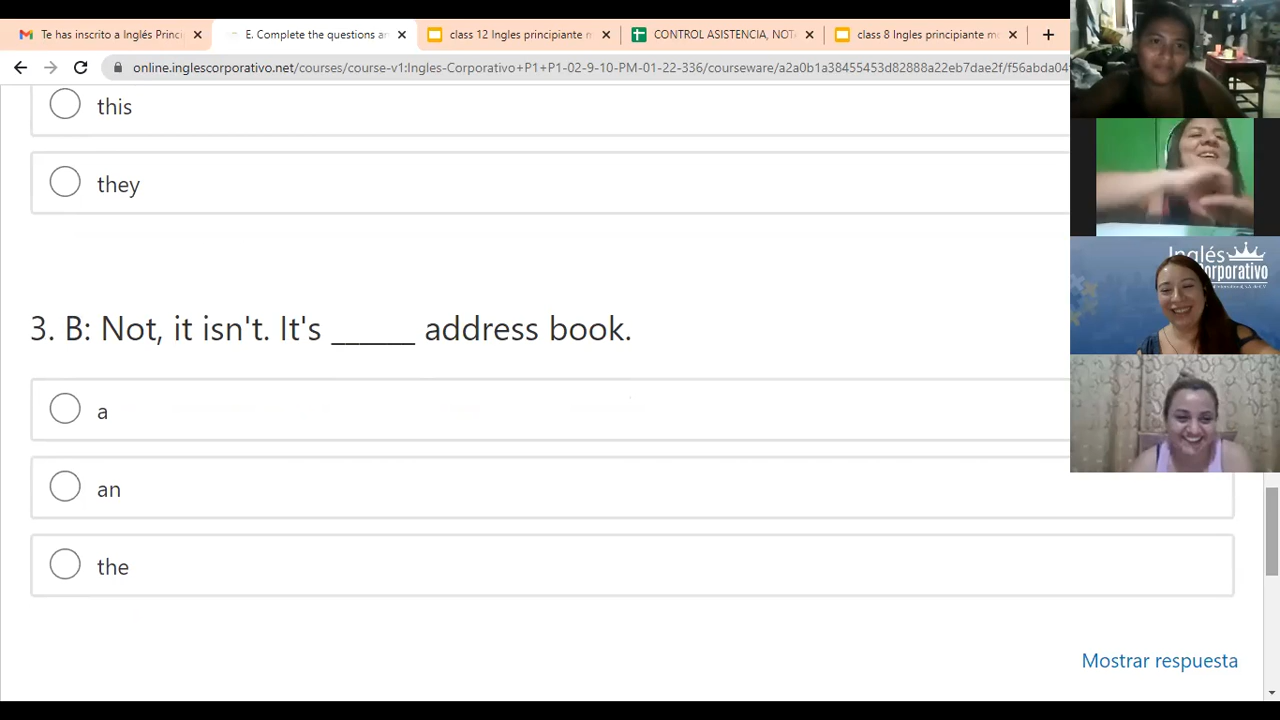 Te has inscrito a Inglés Princi
E. Complete the questions an
class 12 Ingles principiante m
CONTROL ASISTENCIA, NOT
class 8 Ingles principiante m
online.inglescorporativo.net/courses/course-v1:Ingles-Corporativo+P1+P1-02-9-10-PM-01-22-336/courseware/a2a0b1a38455453d82888a22eb7dae2f/f56abda04
this
they
Inglés
corporativo
3. B: Not, it isn't. It's ______ address book.
a
an
the
Mostrar respuesta